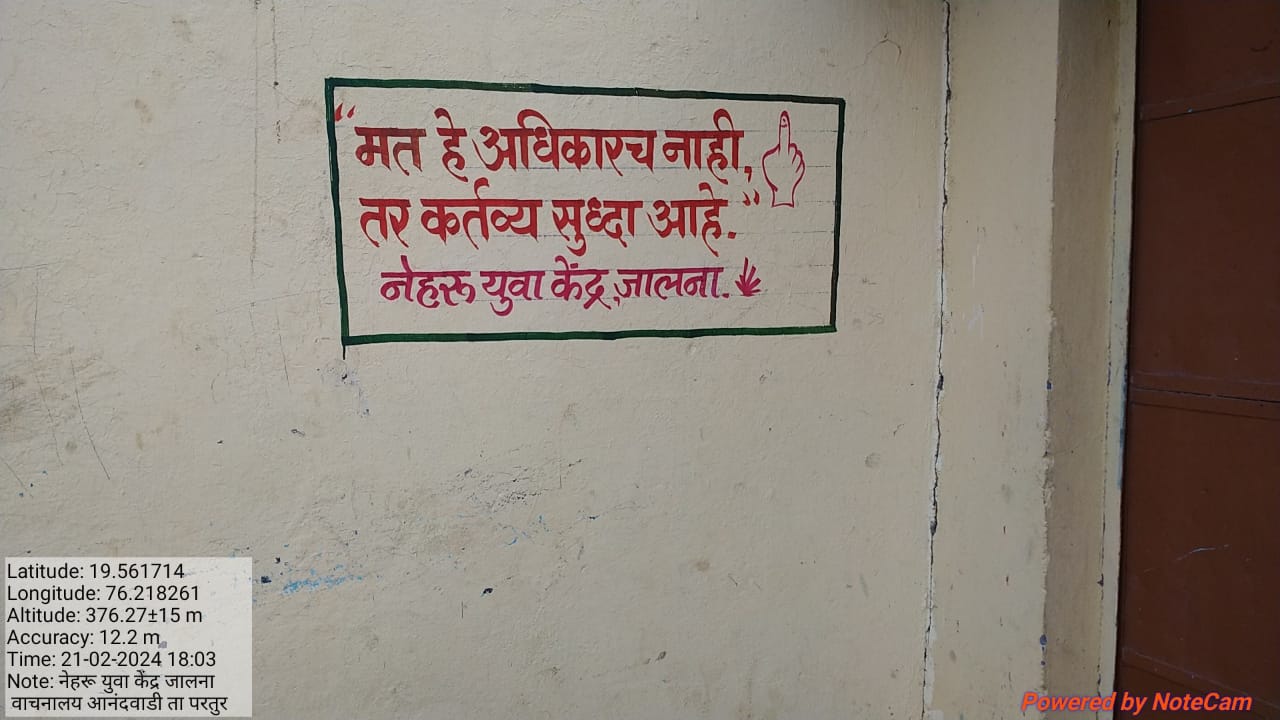 “मत हे अधिकारच नाही,
तर कर्तव्य सुध्दा आहे.”
नेहरू युवा केंद्र,जालना.
Latitude: 19.561714
Longitude: 76.218261
Altitude: 376.27±15 m
Accuracy: 12.2 m
Time: 21-02-2024 18:03
Note: नेहरू युवा केंद्र जालना
वाचनालय आनंदवाडी ता परतुर
Powered by NoteCam